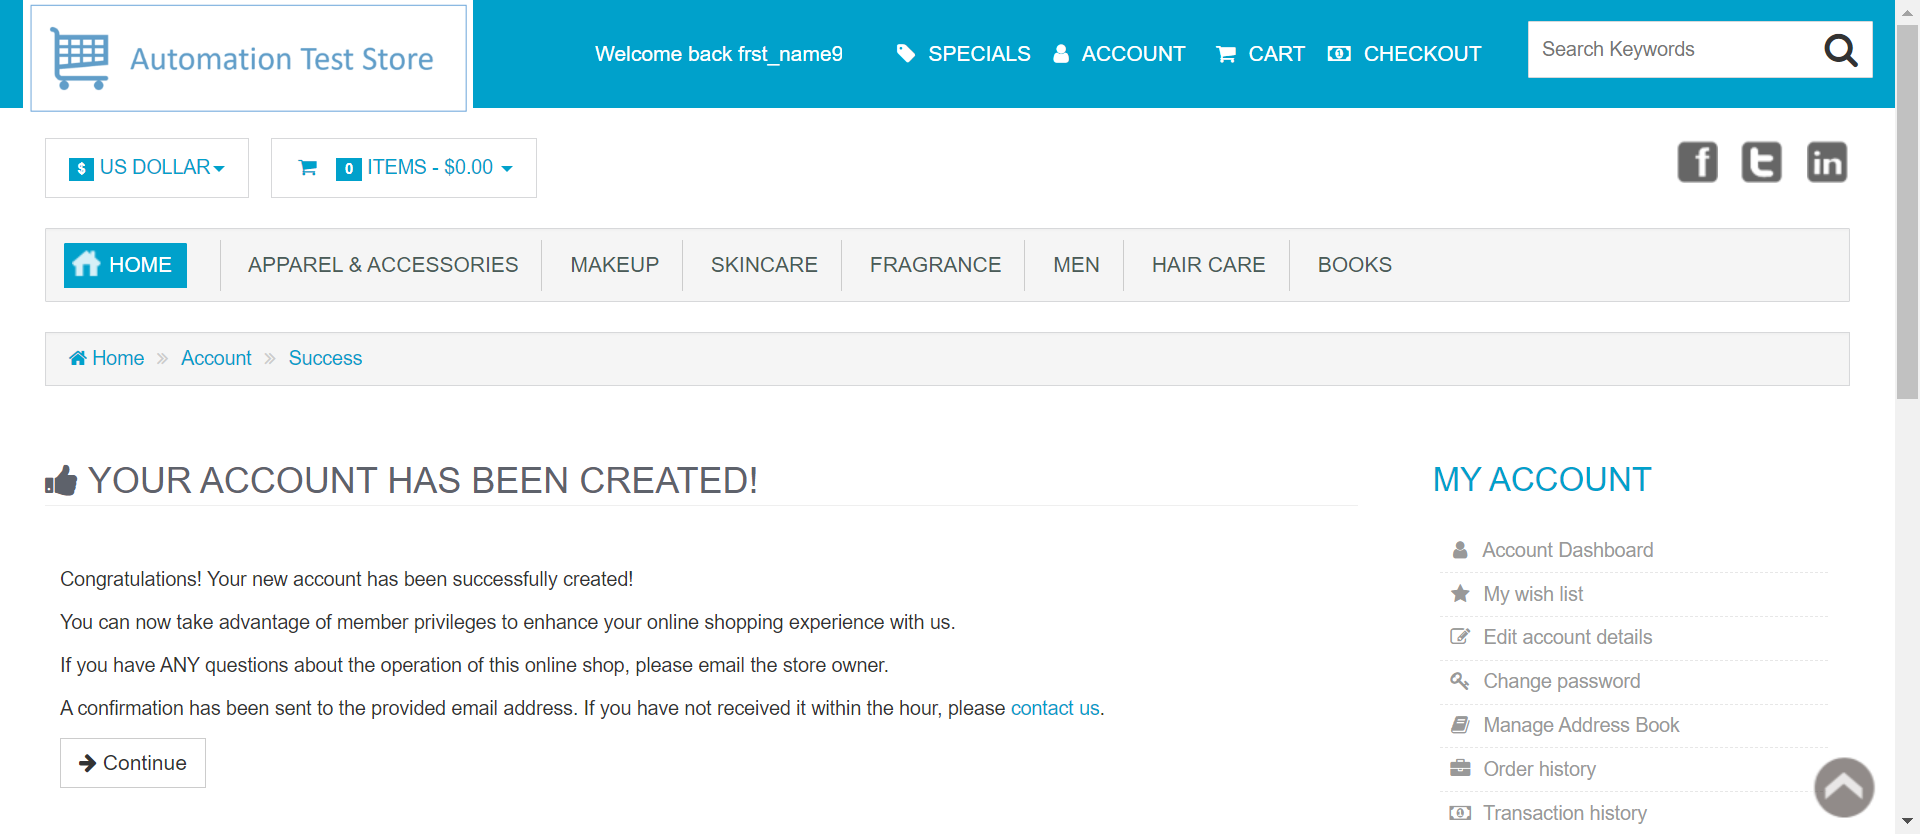 Automation Test Store
Welcome back frst_name9
SPECIALS
ACCOUNT
CART
CHECKOUT
Search Keywords
$ US DOLLAR
0 ITEMS - $0.00
HOME
APPAREL & ACCESSORIES
MAKEUP
SKINCARE
FRAGRANCE
MEN
HAIR CARE
BOOKS
Home » Account » Success
YOUR ACCOUNT HAS BEEN CREATED!
Congratulations! Your new account has been successfully created!
You can now take advantage of member privileges to enhance your online shopping experience with us.
If you have ANY questions about the operation of this online shop, please email the store owner.
A confirmation has been sent to the provided email address. If you have not received it within the hour, please contact us.
Continue
MY ACCOUNT
Account Dashboard
My wish list
Edit account details
Change password
Manage Address Book
Order history
Transaction history